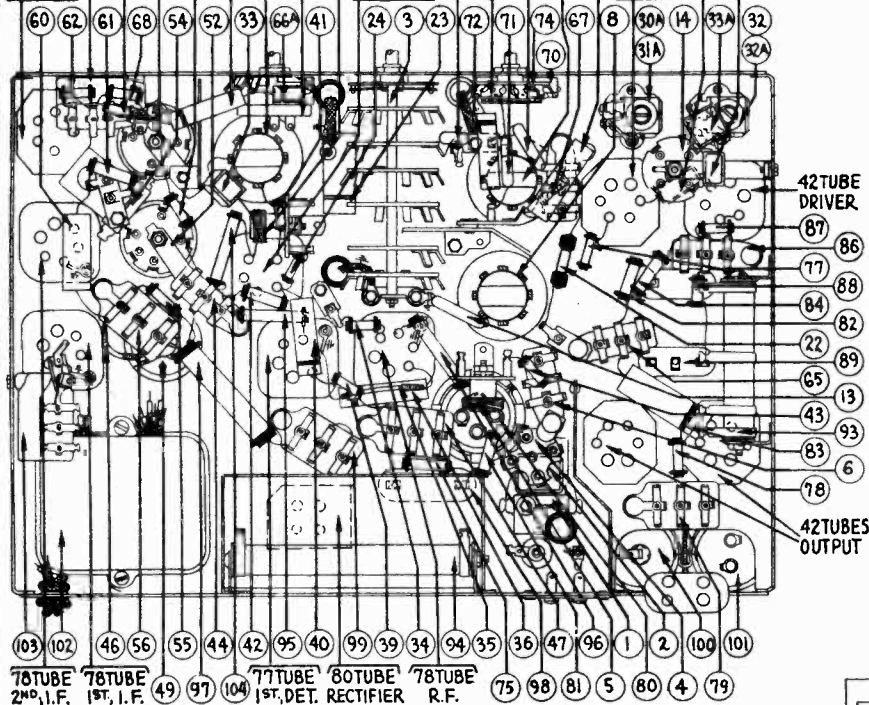 60 62 61 68 54 52 33 66A 41 24 3 23 72 71 74 70 67 8 30A 31A 14 33A 32 32A
42 TUBE
DRIVER
87
86
77
88
84
82
22
89
65
13
43
93
83
6
78
42 TUBES
OUTPUT
103 102 46 56 55 44 104 42 95 40 99 39 34 94 35 36 47 96 1 2 100 101
49 97 75 98 81 5 80 4 79
78 TUBE
2ND, I.F.
78 TUBE
1ST, I.F.
77 TUBE
1ST, DET.
80 TUBE
RECTIFIER
78 TUBE
R.F.